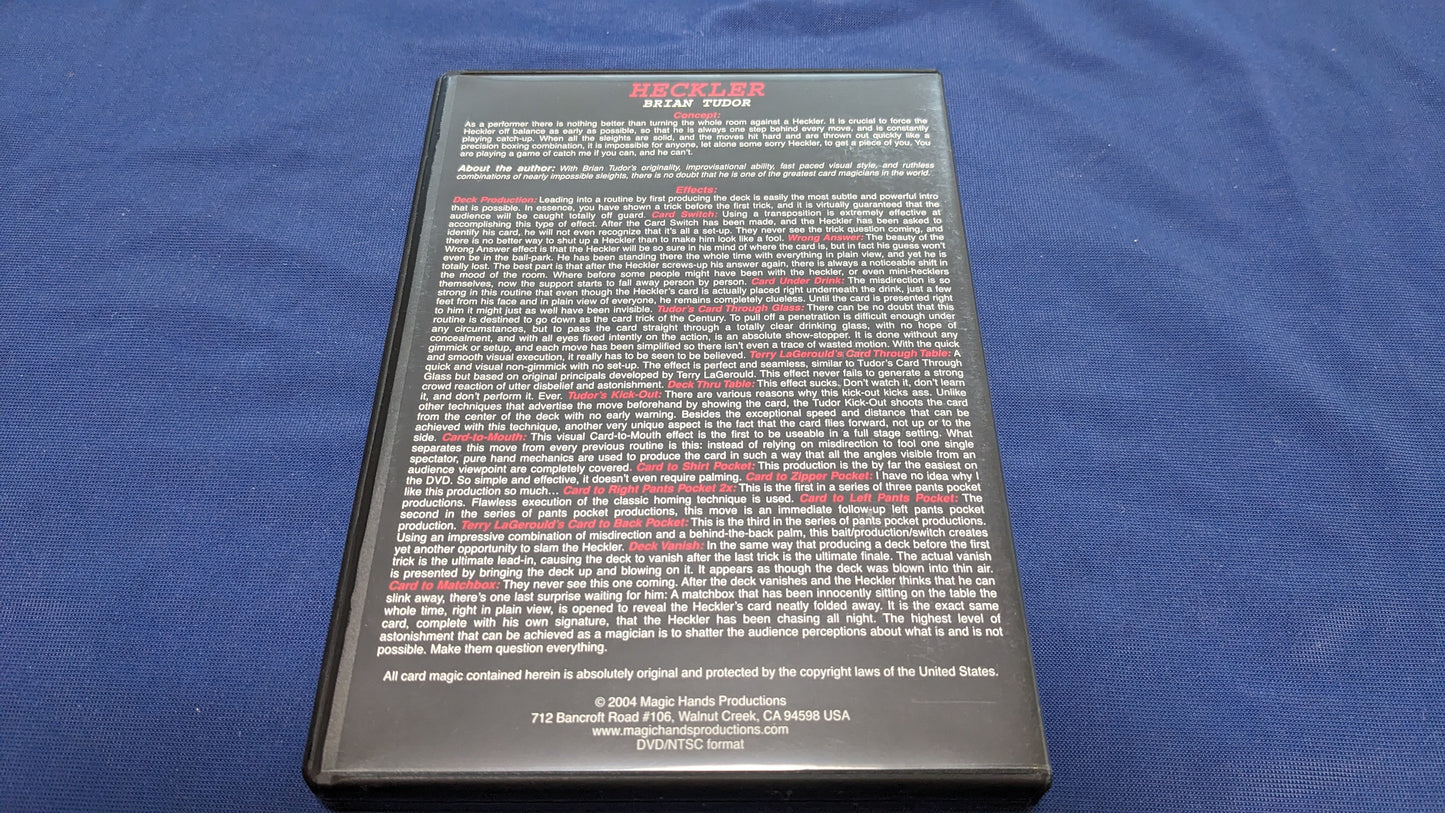 HECKLER
BRIAN TUDOR
Concept:
As a performer there is nothing better than turning the whole room against a Heckler. It is crucial to force the
Heckler off balance as early as possible, so that he is always one step behind every move, and is constantly
playing catch-up. When all the sleights are solid, and the moves hit hard and are thrown out quickly like a
precision boxing combination, it is impossible for anyone, let alone some sorry Heckler, to get a piece of you. You
are playing a game of catch me if you can, and he can't.
About the author: With Brian Tudor's originality, improvisational ability, fast paced visual style, and ruthless
combinations of nearly impossible sleights, there is no doubt that he is one of the greatest card magicians in the world.
Effects:
Deck Production: Leading into a routine by first producing the deck is easily the most subtle and powerful intro
that is possible. In essence, you have shown a trick before the first trick, and it is virtually guaranteed that the
audience will be caught totally off guard. Card Switch: Using a transposition is extremely effective at
accomplishing this type of effect. After the Card Switch has been made, and the Heckler has been asked to
identify his card, he will not even recognize that it's all a set-up. They never see the trick question coming, and
there is no better way to shut up a Heckler than to make him look like a fool. Wrong Answer: The beauty of the
Wrong Answer effect is that the Heckler will be so sure in his mind of where the card is, but in fact his guess won't
even be in the ball-park. He has been standing there the whole time with everything in plain view, and yet he is
totally lost. The best part is that after the Heckler screws-up his answer again, there is always a noticeable shift in
the mood of the room. Where before some people might have been with the heckler, or even mini-hecklers
themselves, now the support starts to fall away person by person. Card Under Drink: The misdirection is so
strong in this routine that even though the Heckler's card is actually placed right underneath the drink, just a few
feet from his face and in plain view of everyone, he remains completely clueless. Until the card is presented right
to him it might just as well have been invisible. Tudor's Card Through Glass: There can be no doubt that this
routine is destined to go down as the card trick of the Century. To pull off a penetration is difficult enough under
any circumstances, but to pass the card straight through a totally clear drinking glass, with no hope of
concealment, and with all eyes fixed intently on the action, is an absolute show-stopper. It is done without any
gimmick or setup, and each move has been simplified so there isn't even a trace of wasted motion. With the quick
and smooth visual execution, it really has to be seen to be believed. Terry LaGerould's Card Through Table: A
quick and visual non-gimmick with no set-up. The effect is perfect and seamless, similar to Tudor's Card Through
Glass but based on original principals developed by Terry LaGerould. This effect never fails to generate a strong
crowd reaction of utter disbelief and astonishment. Deck Thru Table: This effect sucks. Don't watch it, don't learn
it, and don't perform it. Ever. Tudor's Kick-Out: There are various reasons why this kick-out kicks ass. Unlike
other techniques that advertise the move beforehand by showing the card, the Tudor Kick-Out shoots the card
from the center of the deck with no early warning. Besides the exceptional speed and distance that can be
achieved with this technique, another very unique aspect is the fact that the card flies forward, not up or to the
side. Card-to-Mouth: This visual Card-to-Mouth effect is the first to be useable in a full stage setting. What
separates this move from every previous routine is this: instead of relying on misdirection to fool one single
spectator, pure hand mechanics are used to produce the card in such a way that all the angles visible from an
audience viewpoint are completely covered. Card to Shirt Pocket: This production is the by far the easiest on
the DVD. So simple and effective, it doesn't even require palming. Card to Zipper Pocket: I have no idea why I
like this production so much... Card to Right Pants Pocket 2x: This is the first in a series of three pants pocket
productions. Flawless execution of the classic homing technique is used. Card to Left Pants Pocket: The
second in the series of pants pocket productions, this move is an immediate follow-up left pants pocket
production. Terry LaGerould's Card to Back Pocket: This is the third in the series of pants pocket productions.
Using an impressive combination of misdirection and a behind-the-back palm, this bait/production/switch creates
yet another opportunity to slam the Heckler. Deck Vanish: In the same way that producing a deck before the first
trick is the ultimate lead-in, causing the deck to vanish after the last trick is the ultimate finale. The actual vanish
is presented by bringing the deck up and blowing on it. It appears as though the deck was blown into thin air.
Card to Matchbox: They never see this one coming. After the deck vanishes and the Heckler thinks that he can
slink away, there's one last surprise waiting for him: A matchbox that has been innocently sitting on the table the
whole time, right in plain view, is opened to reveal the Heckler's card neatly folded away. It is the exact same
card, complete with his own signature, that the Heckler has been chasing all night. The highest level of
astonishment that can be achieved as a magician is to shatter the audience perceptions about what is and is not
possible. Make them question everything.
All card magic contained herein is absolutely original and protected by the copyright laws of the United States.
© 2004 Magic Hands Productions
712 Bancroft Road #106, Walnut Creek, CA 94598 USA
www.magichandsproductions.com
DVD/NTSC format